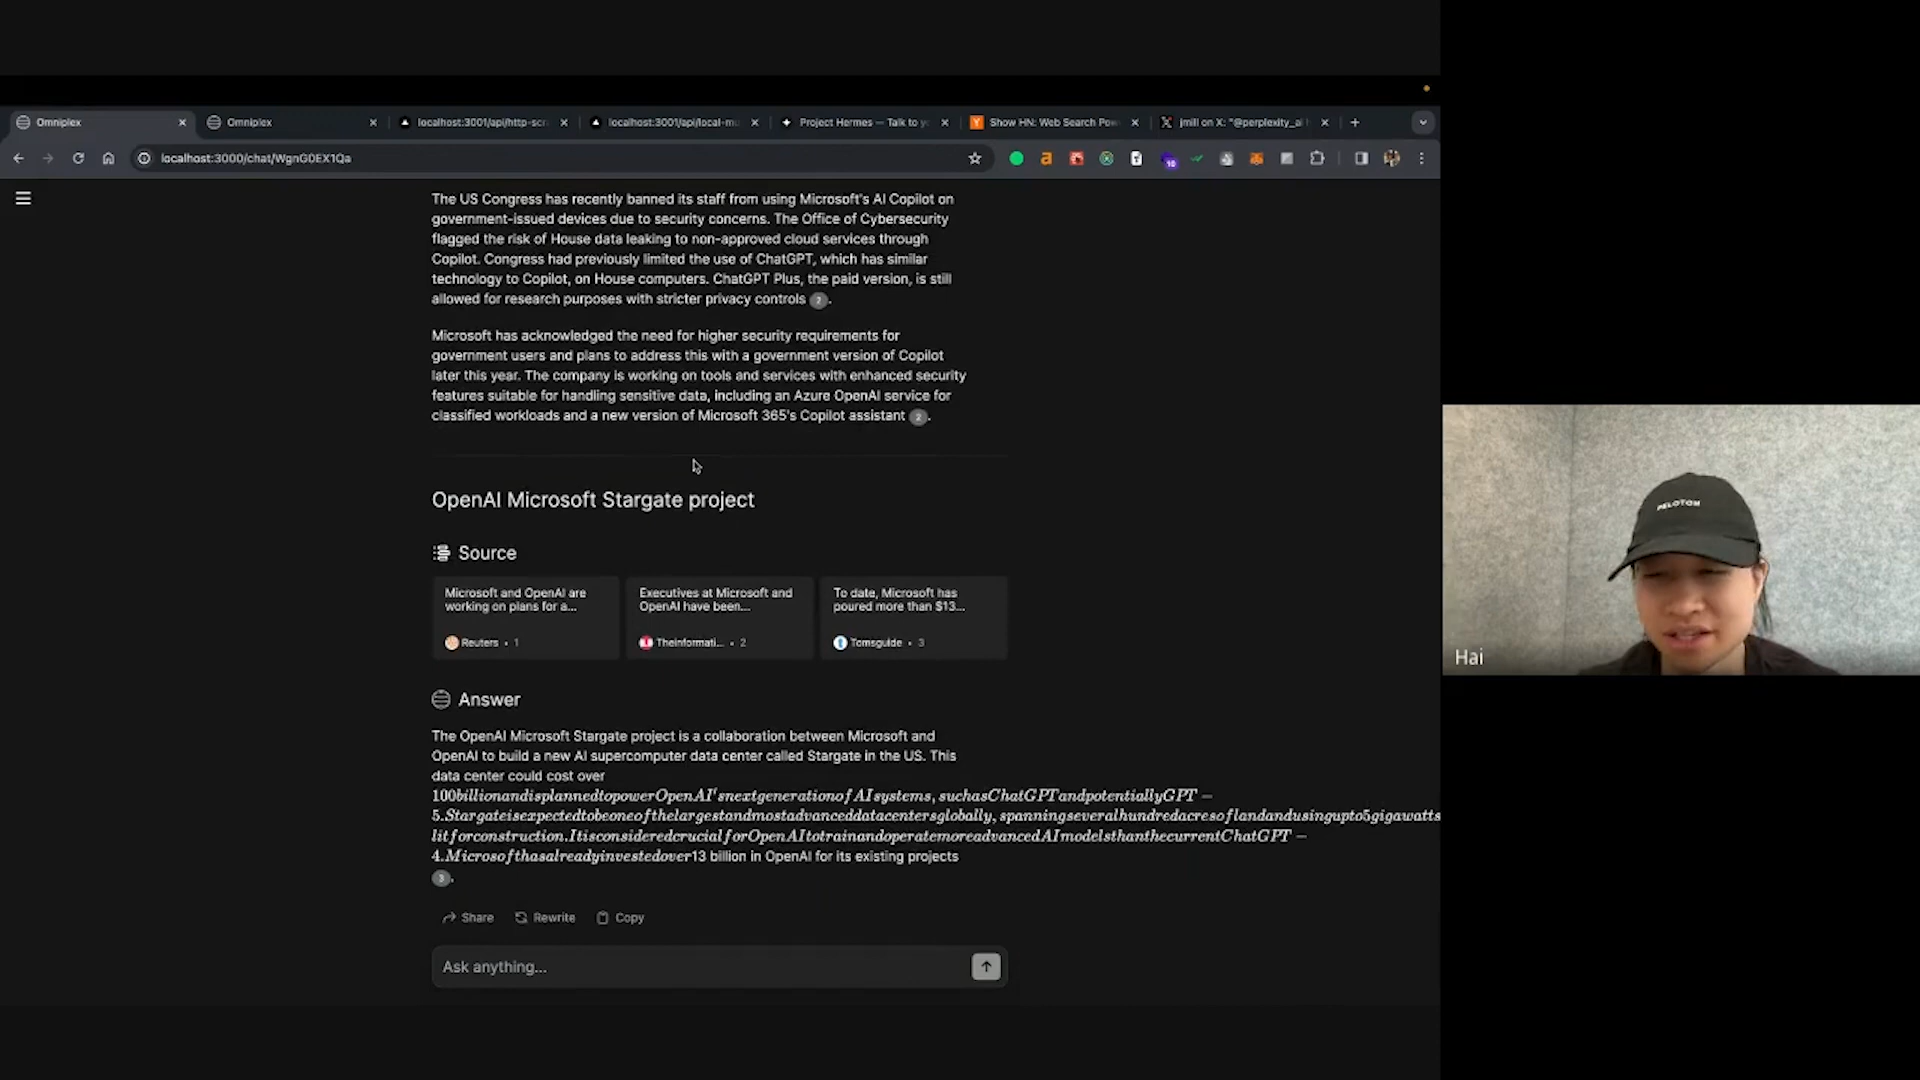 Omniplex
Omniplex
localhost:3001/api/http-scr
localhost:3001/api/local-m
Project Hermes — Talk to y
Show HN: Web Search Pow
jmill on X: "@perplexity_ai
localhost:3000/chat/WgnG0EX1Qa
10
The US Congress has recently banned its staff from using Microsoft's AI Copilot on
government-issued devices due to security concerns. The Office of Cybersecurity
flagged the risk of House data leaking to non-approved cloud services through
Copilot. Congress had previously limited the use of ChatGPT, which has similar
technology to Copilot, on House computers. ChatGPT Plus, the paid version, is still
allowed for research purposes with stricter privacy controls 2.
Microsoft has acknowledged the need for higher security requirements for
government users and plans to address this with a government version of Copilot
later this year. The company is working on tools and services with enhanced security
features suitable for handling sensitive data, including an Azure OpenAI service for
classified workloads and a new version of Microsoft 365's Copilot assistant 2.
OpenAI Microsoft Stargate project
Source
Microsoft and OpenAI are
working on plans for a...
Reuters • 1
Executives at Microsoft and
OpenAI have been...
Theinformati... • 2
To date, Microsoft has
poured more than $13...
Tomsguide • 3
Answer
The OpenAI Microsoft Stargate project is a collaboration between Microsoft and
OpenAI to build a new AI supercomputer data center called Stargate in the US. This
data center could cost over
100billionandisplannedtopowerOpenAI'snextgenerationofAIsystems,suchasChatGPTandpotentiallyGPT−
5.Stargateisexpectedtobeoneofthelargestandmostadvanceddatacentersglobally,spanningseveralhundredacresoflandandusingupto5gigawatts
litforconstruction.ItisconsideredcrucialforOpenAItotrainandoperatemoreadvancedAImodelsthanthecurrentChatGPT−
4.Microsofthasalreadyinvestedover13 billion in OpenAI for its existing projects
3.
Share
Rewrite
Copy
Ask anything...
PELOTON
Hai